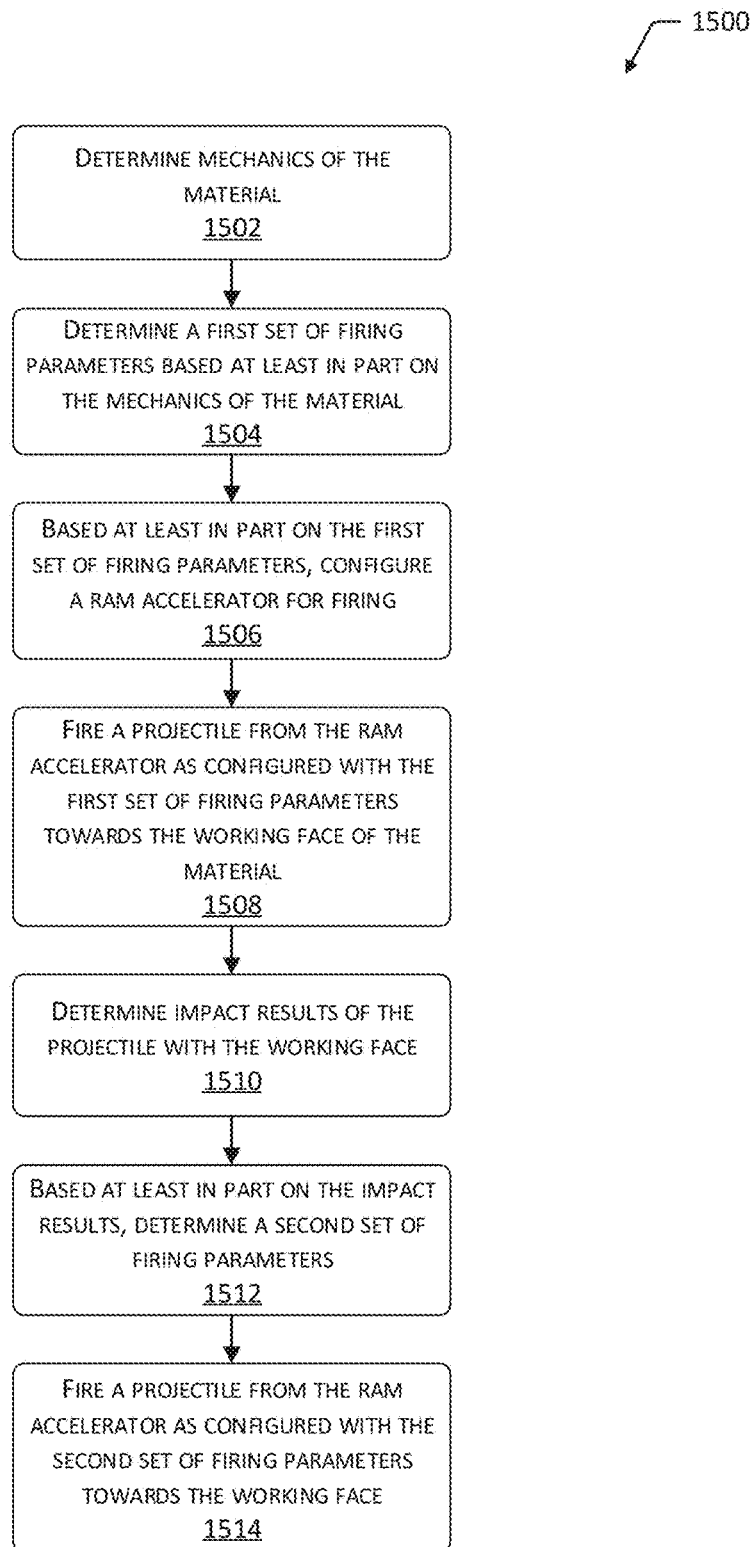 1500
DETERMINE MECHANICS OF THE
MATERIAL
1502
DETERMINE A FIRST SET OF FIRING
PARAMETERS BASED AT LEAST IN PART ON
THE MECHANICS OF THE MATERIAL
1504
BASED AT LEAST IN PART ON THE FIRST
SET OF FIRING PARAMETERS, CONFIGURE
A RAM ACCELERATOR FOR FIRING
1506
FIRE A PROJECTILE FROM THE RAM
ACCELERATOR AS CONFIGURED WITH THE
FIRST SET OF FIRING PARAMETERS
TOWARDS THE WORKING FACE OF THE
MATERIAL
1508
DETERMINE IMPACT RESULTS OF THE
PROJECTILE WITH THE WORKING FACE
1510
BASED AT LEAST IN PART ON THE IMPACT
RESULTS, DETERMINE A SECOND SET OF
FIRING PARAMETERS
1512
FIRE A PROJECTILE FROM THE RAM
ACCELERATOR AS CONFIGURED WITH THE
SECOND SET OF FIRING PARAMETERS
TOWARDS THE WORKING FACE
1514